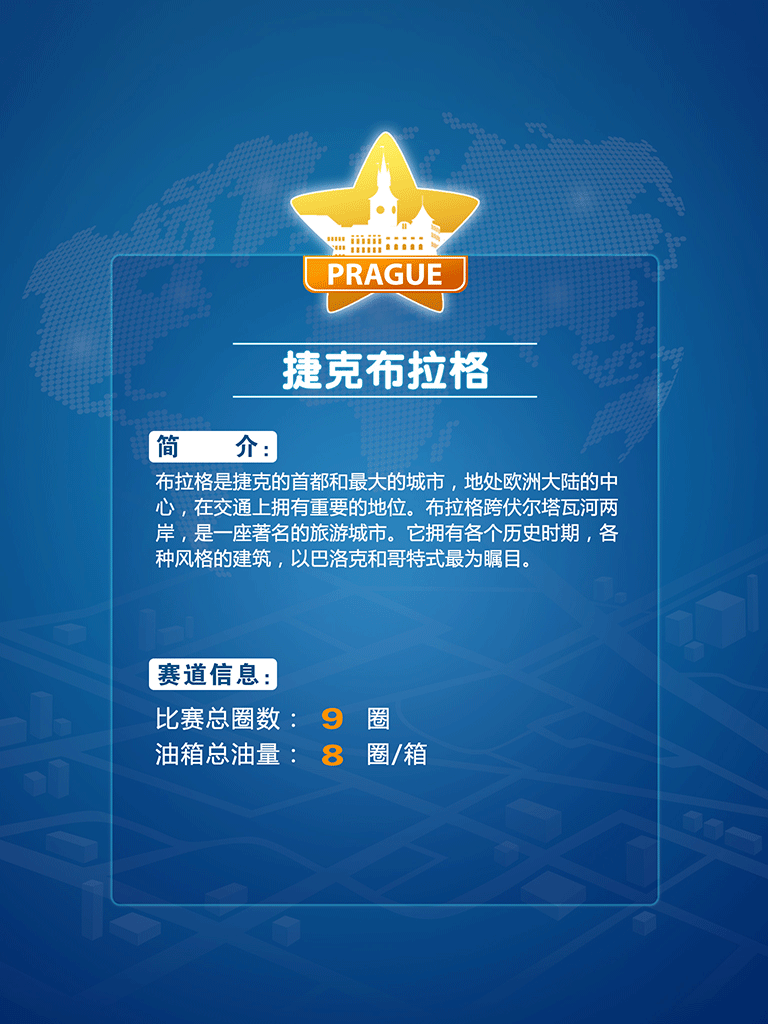 PRAGUE
捷克布拉格
简 介:
布拉格是捷克的首都和最大的城市，地处欧洲大陆的中
心，在交通上拥有重要的地位。布拉格跨伏尔塔瓦河两
岸，是一座著名的旅游城市。它拥有各个历史时期，各
种风格的建筑，以巴洛克和哥特式最为瞩目。
赛道信息:
比赛总圈数： 9 圈
油箱总油量： 8 圈/箱